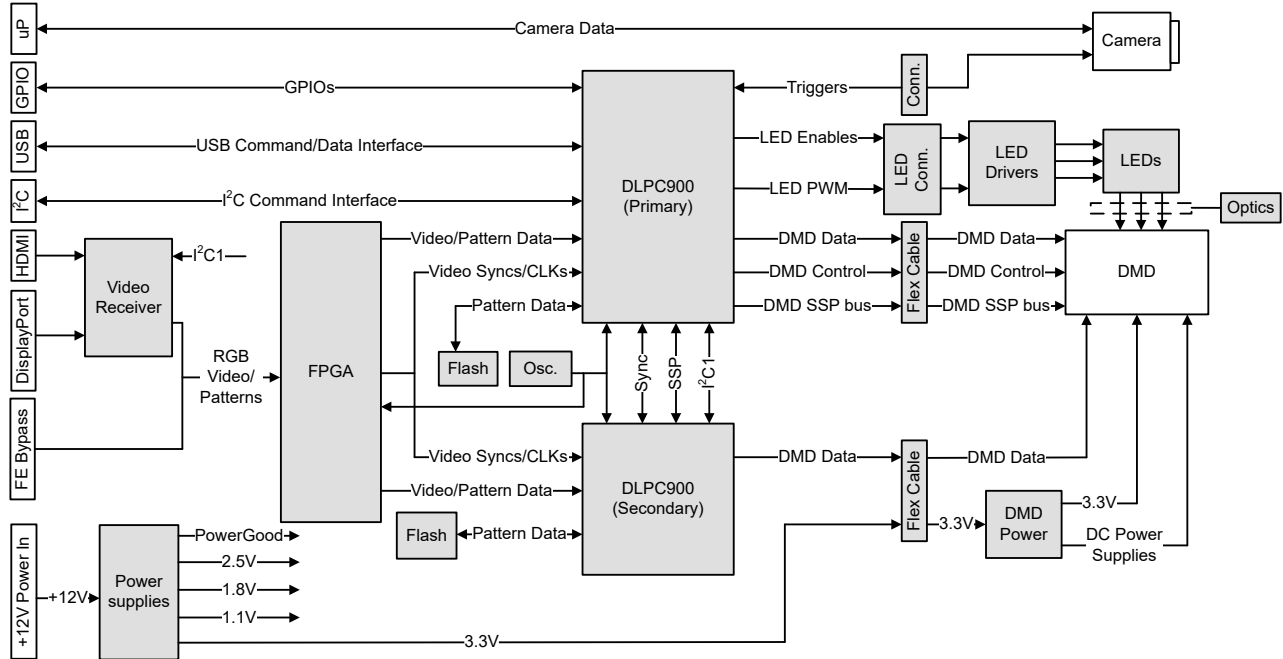 uP
Camera Data
Camera
GPIO
GPIOs
Triggers
Conn.
USB
USB Command/Data Interface
LED Enables
LED
Conn.
LED
Drivers
LEDs
DLPC900
(Primary)
LED PWM
I²C
I²C Command Interface
Optics
HDMI
I²C1
Video
Receiver
Video/Pattern Data
DMD Data
Flex Cable
DMD Data
DMD
Video Syncs/CLKs
DMD Control
DMD Control
Pattern Data
DMD SSP bus
DMD SSP bus
DisplayPort
RGB
Video/
Patterns
FPGA
Flash
Osc.
Sync
SSP
I²C1
FE Bypass
Video Syncs/CLKs
DMD Data
Flex Cable
DMD Data
Video/Pattern Data
DLPC900
(Secondary)
Flash
Pattern Data
3.3V
DMD
Power
3.3V
DC Power
Supplies
+12V Power In
+12V
Power
supplies
PowerGood
2.5V
1.8V
1.1V
3.3V